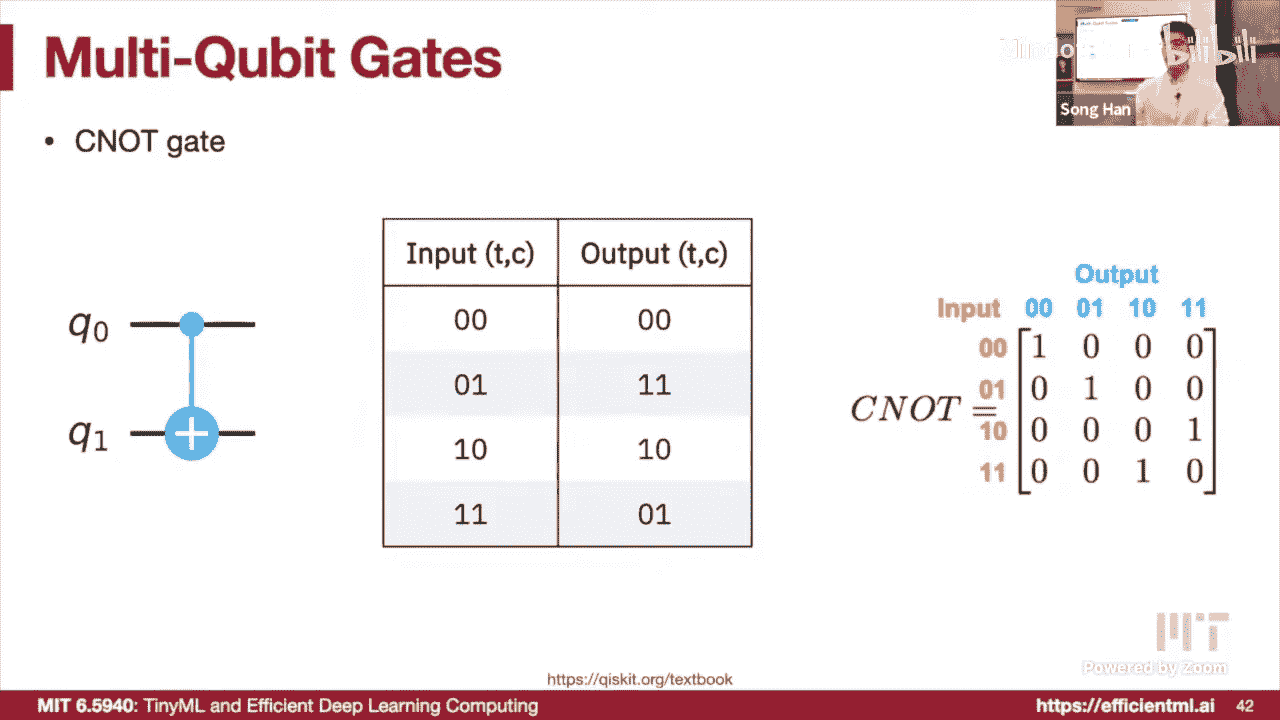 Multi-Qubit Gates
Song Han
• CNOT gate
q0
q1
Input (t,c) Output (t,c)
00 00
01 11
10 10
11 01
Output
Input 00 01 10 11
00 1 0 0 0
01 0 1 0 0
CNOT =
10 0 0 0 1
11 0 0 1 0
MIT
Powered by Zoom
https://qiskit.org/textbook
MIT 6.5940: TinyML and Efficient Deep Learning Computing https://efficientml.ai 42